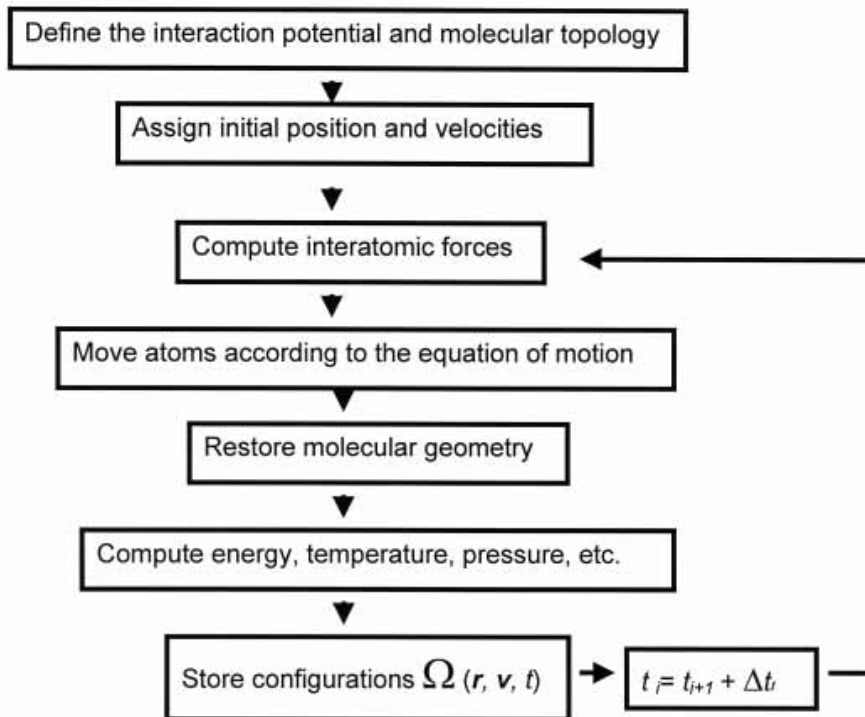 Define the interaction potential and molecular topology
Assign initial position and velocities
Compute interatomic forces
Move atoms according to the equation of motion
Restore molecular geometry
Compute energy, temperature, pressure, etc.
Store configurations Ω (r, v, t)
t i= ti+1 + Δti